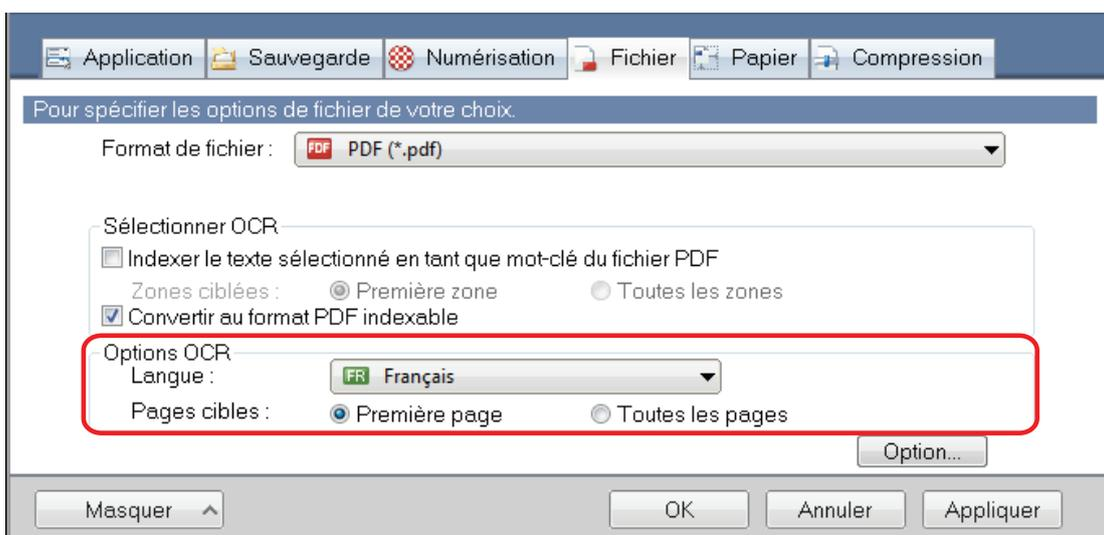 Application Sauvegarde Numérisation Fichier Papier Compression
Pour spécifier les options de fichier de votre choix.
Format de fichier : PDF PDF (*.pdf)
Sélectionner OCR
Indexer le texte sélectionné en tant que mot-clé du fichier PDF
Zones ciblées : Première zone Toutes les zones
Convertir au format PDF indexable
Options OCR
Langue : FR Français
Pages cibles : Première page Toutes les pages
Option...
Masquer OK Annuler Appliquer